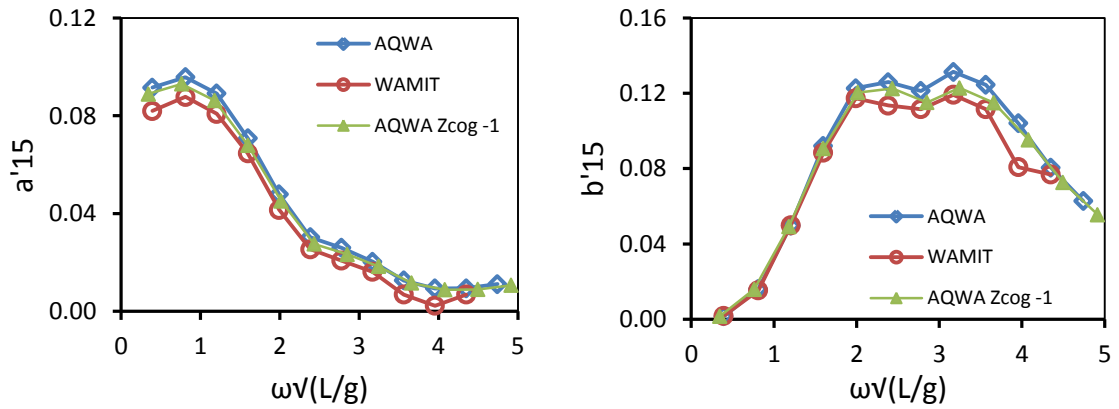 0.12
0.08
0.04
0.00
a'15
AQWA
WAMIT
AQWA Zcog -1
0 1 2 3 4 5
ω√(L/g)
0.16
0.12
0.08
0.04
0.00
b'15
AQWA
WAMIT
AQWA Zcog -1
0 1 2 3 4 5
ω√(L/g)